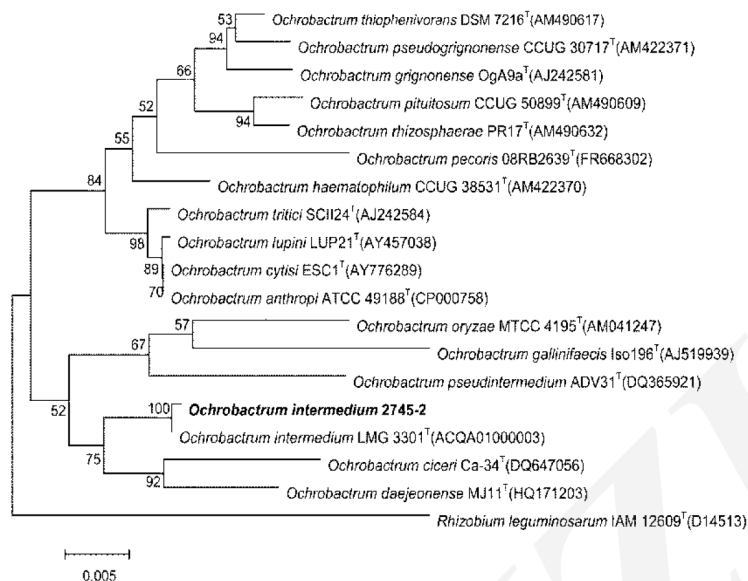 53
Ochrobactrum thiophenivorans DSM 7216ᵀ(AM490617)
94
Ochrobactrum pseudogrignonense CCUG 30717ᵀ(AM422371)
66
Ochrobactrum grignonense OgA9a​ᵀ(AJ242581)
Ochrobactrum pituitosum CCUG 50899ᵀ(AM490609)
52
94
Ochrobactrum rhizosphaerae PR17ᵀ(AM490632)
55
Ochrobactrum pecoris 08RB2639ᵀ(FR668302)
84
Ochrobactrum haematophilum CCUG 38531ᵀ(AM422370)
Ochrobactrum tritici SCII24ᵀ(AJ242584)
98
Ochrobactrum lupini LUP21ᵀ(AY457038)
89
Ochrobactrum cytisi ESC1ᵀ(AY776289)
70
Ochrobactrum anthropi ATCC 49188ᵀ(CP000758)
57
Ochrobactrum oryzae MTCC 4195ᵀ(AM041247)
67
Ochrobactrum gallinifaecis Iso196ᵀ(AJ519939)
Ochrobactrum pseudintermedium ADV31ᵀ(DQ365921)
52
100
Ochrobactrum intermedium 2745-2
Ochrobactrum intermedium LMG 3301ᵀ(ACQA01000003)
75
Ochrobactrum ciceri Ca-34ᵀ(DQ647056)
92
Ochrobactrum daejeonense MJ11ᵀ(HQ171203)
Rhizobium leguminosarum IAM 12609ᵀ(D14513)
0.005